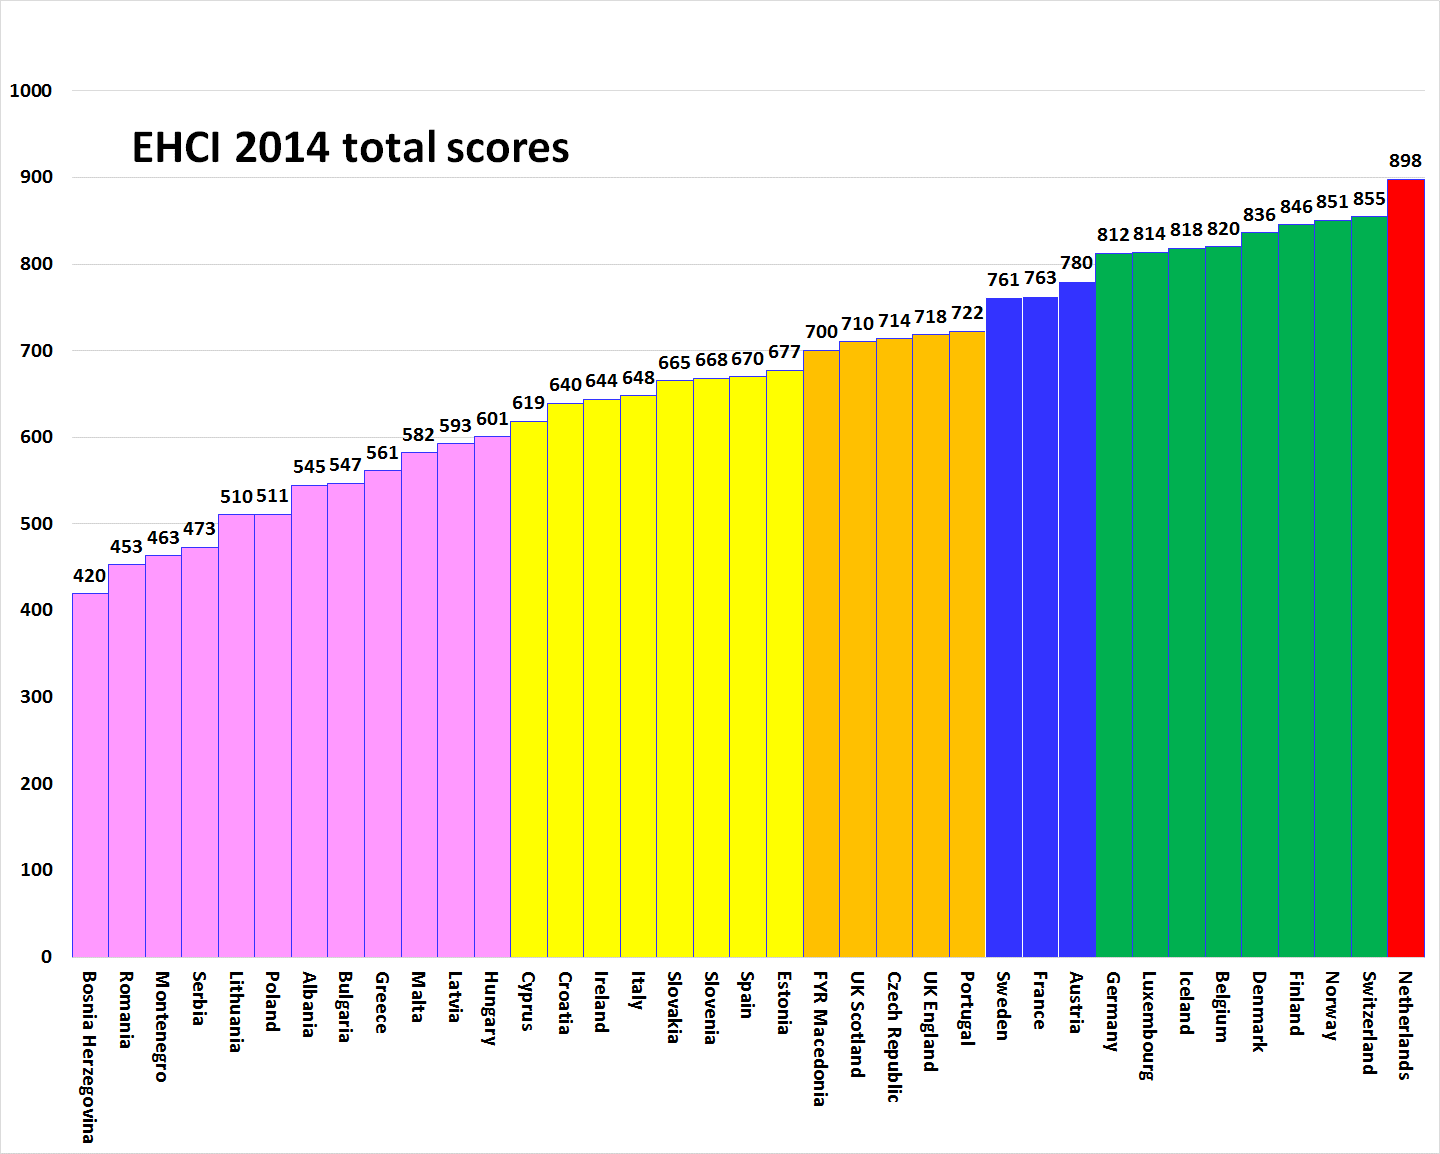 EHCI 2014 total scores
1000
900
800
700
600
500
400
300
200
100
0
420
453
463
473
510
511
545
547
561
582
593
601
619
640
644
648
665
668
670
677
700
710
714
718
722
761
763
780
812
814
818
820
836
846
851
855
898
Bosnia Herzegovina
Romania
Montenegro
Serbia
Lithuania
Poland
Albania
Bulgaria
Greece
Malta
Latvia
Hungary
Cyprus
Croatia
Ireland
Italy
Slovakia
Slovenia
Spain
Estonia
FYR Macedonia
UK Scotland
Czech Republic
UK England
Portugal
Sweden
France
Austria
Germany
Luxembourg
Iceland
Belgium
Denmark
Finland
Norway
Switzerland
Netherlands